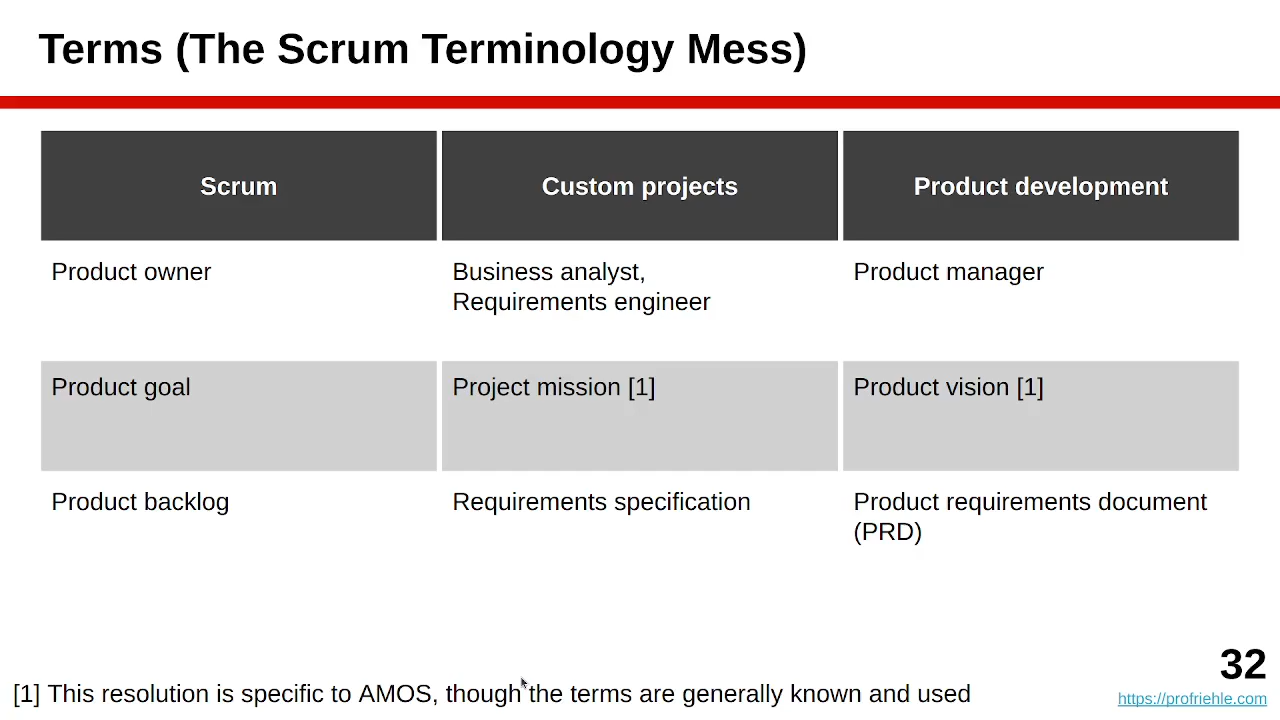 Terms (The Scrum Terminology Mess)
Scrum
Custom projects
Product development
Product owner
Business analyst,
Requirements engineer
Product manager
Product goal
Project mission [1]
Product vision [1]
Product backlog
Requirements specification
Product requirements document
(PRD)
32
[1] This resolution is specific to AMOS, though the terms are generally known and used
https://profriehle.com